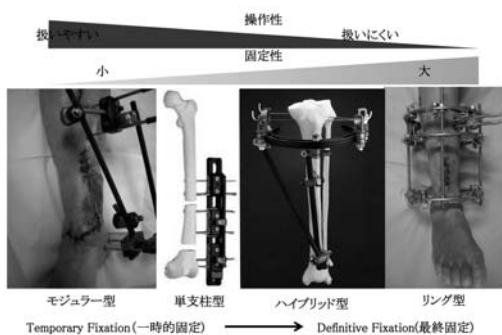 操作性
扱いやすい 扱いにくい
固定性
小 大
モジュラー型 単支柱型 ハイブリッド型 リング型
Temporary Fixation(一時的固定) Definitive Fixation(最終固定)